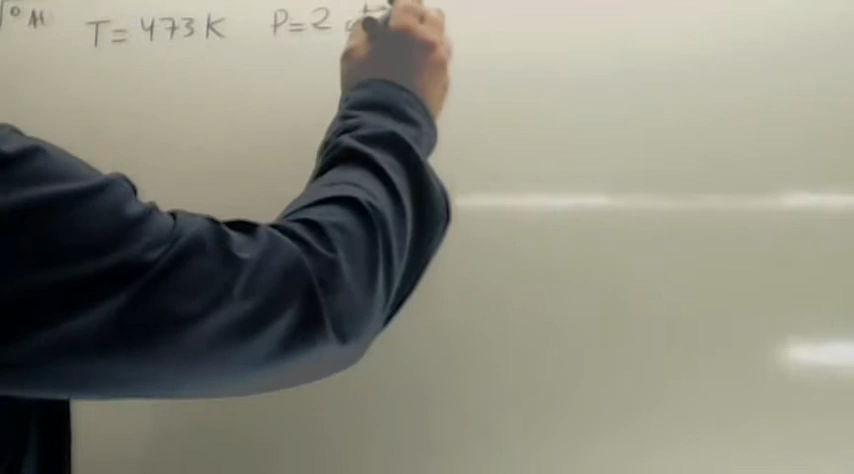 T = 473 K P = 2